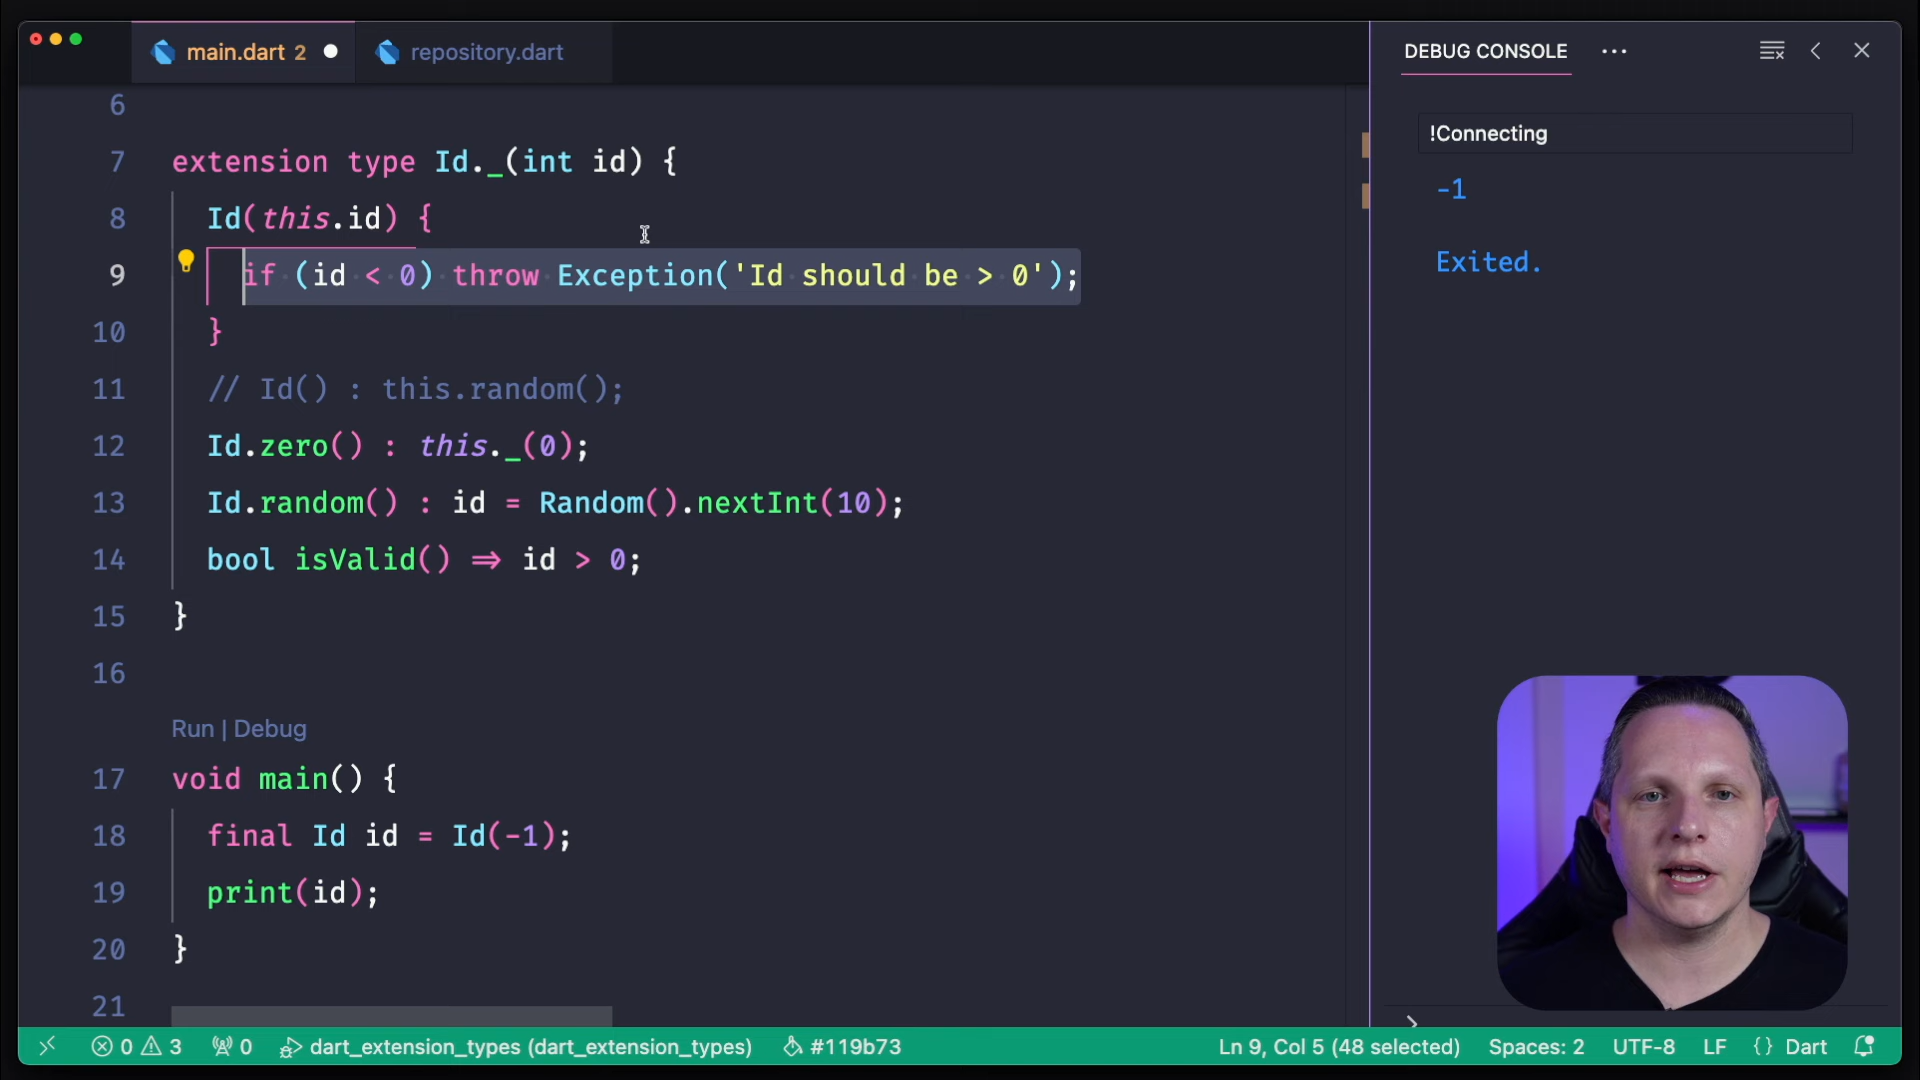 main.dart 2
repository.dart
6
7 extension type Id._(int id) {
8 Id(this.id) {
9 if (id < 0) throw Exception('Id should be > 0');
10 }
11 // Id() : this.random();
12 Id.zero() : this._(0);
13 Id.random() : id = Random().nextInt(10);
14 bool isValid() => id > 0;
15 }
16
Run | Debug
17 void main() {
18 final Id id = Id(-1);
19 print(id);
20 }
21
DEBUG CONSOLE
!Connecting
-1
Exited.
0 3 0 dart_extension_types (dart_extension_types) #119b73 Ln 9, Col 5 (48 selected) Spaces: 2 UTF-8 LF {} Dart